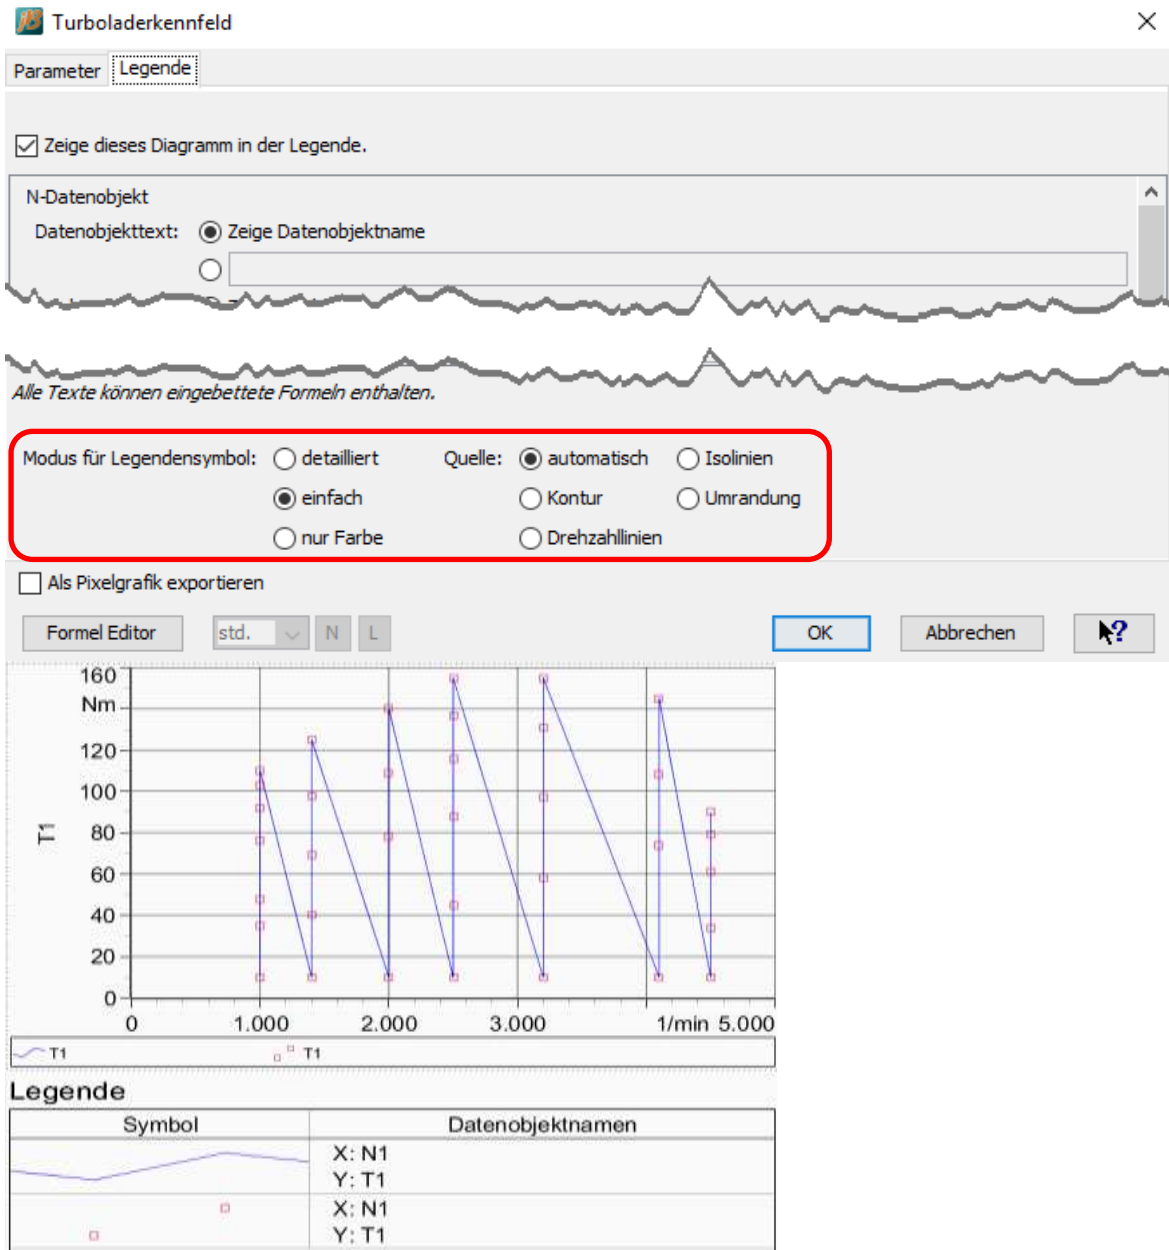 Turboladerkennfeld
Parameter Legende
Zeige dieses Diagramm in der Legende.
N-Datenobjekt
Datenobjekttext: Zeige Datenobjektname
Alle Texte können eingebettete Formeln enthalten.
Modus für Legendensymbol: detailliert Quelle: automatisch Isolinien
einfach Kontur Umrandung
nur Farbe Drehzahllinien
Als Pixelgrafik exportieren
Formel Editor std. N L OK Abbrechen ?
160
Nm
120
100
80
60
40
20
0
T1
0 1.000 2.000 3.000 1/min 5.000
T1 T1
Legende
Symbol Datenobjektnamen
X: N1
Y: T1
X: N1
Y: T1